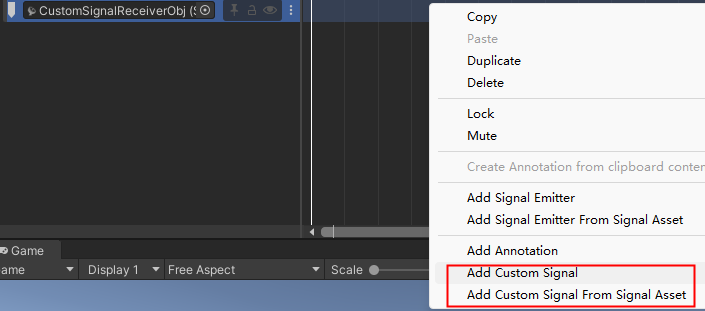 CustomSignalReceiverObj (S
Copy
Paste
Duplicate
Delete
Lock
Mute
Create Annotation from clipboard conten
Add Signal Emitter
Add Signal Emitter From Signal Asset
Add Annotation
Add Custom Signal
Add Custom Signal From Signal Asset
Game
ame Display 1 Free Aspect Scale